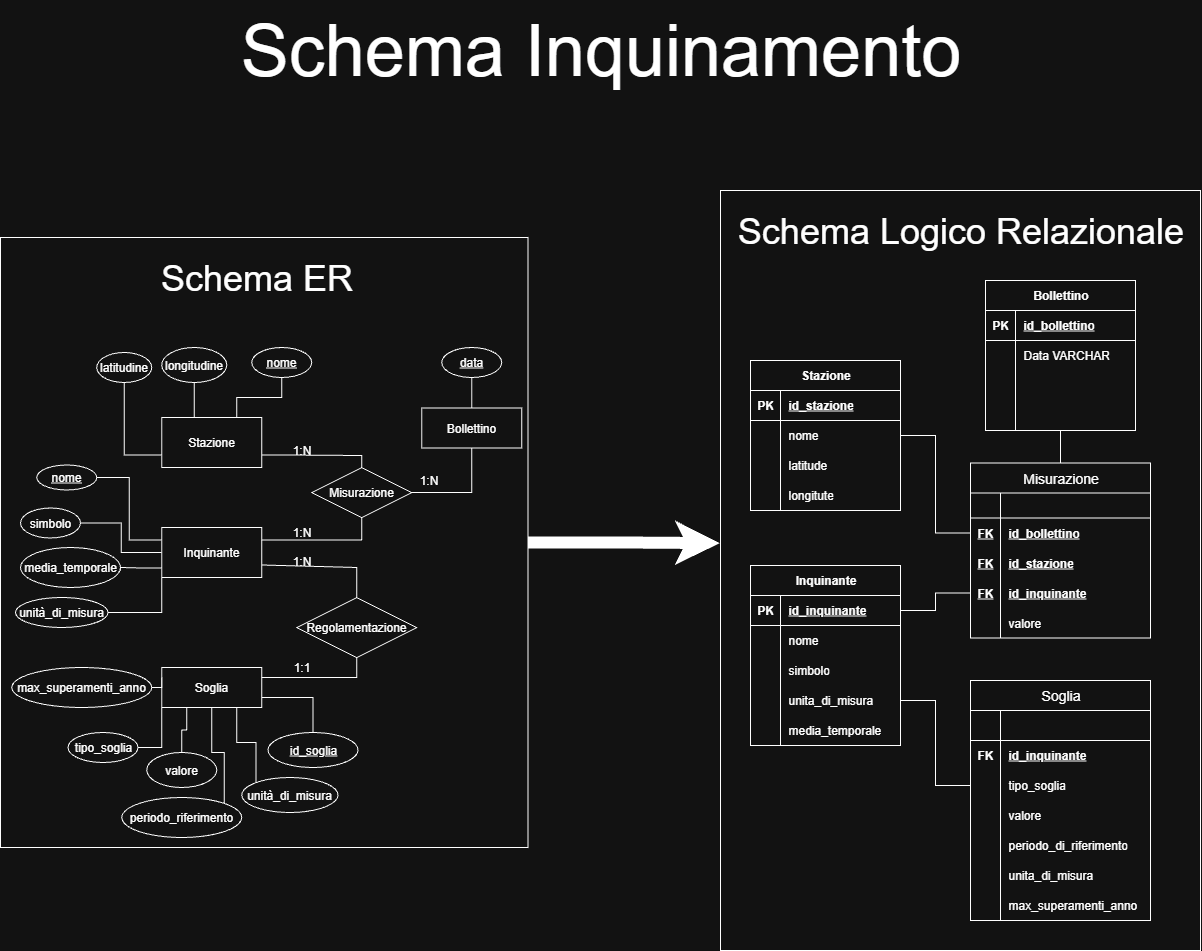 Schema Inquinamento
Schema ER
latitudine
longitudine
nome
data
Stazione
Bollettino
1:N
nome
Misurazione
1:N
simbolo
1:N
Inquinante
media_temporale
1:N
unità_di_misura
Regolamentazione
1:1
max_superamenti_anno
Soglia
tipo_soglia
id_soglia
valore
unità_di_misura
periodo_riferimento
Schema Logico Relazionale
Bollettino
PK id_bollettino
Data VARCHAR
Stazione
PK id_stazione
nome
latitude
longitute
Misurazione
FK id_bollettino
FK id_stazione
FK id_inquinante
valore
Inquinante
PK id_inquinante
nome
simbolo
unita_di_misura
media_temporale
Soglia
FK id_inquinante
tipo_soglia
valore
periodo_di_riferimento
unita_di_misura
max_superamenti_anno